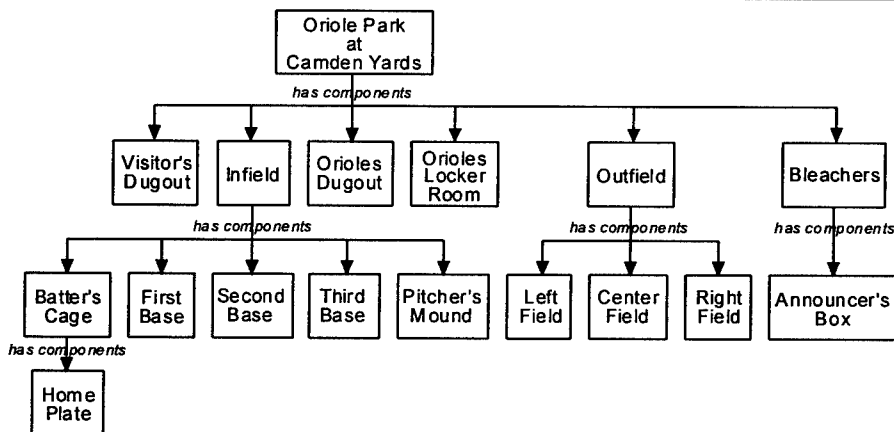 Oriole Park
at
Camden Yards
has components
Visitor's
Dugout
Infield
Orioles
Dugout
Orioles
Locker
Room
Outfield
Bleachers
has components
has components
has components
Batter's
Cage
First
Base
Second
Base
Third
Base
Pitcher's
Mound
Left
Field
Center
Field
Right
Field
Announcer's
Box
has components
Home
Plate